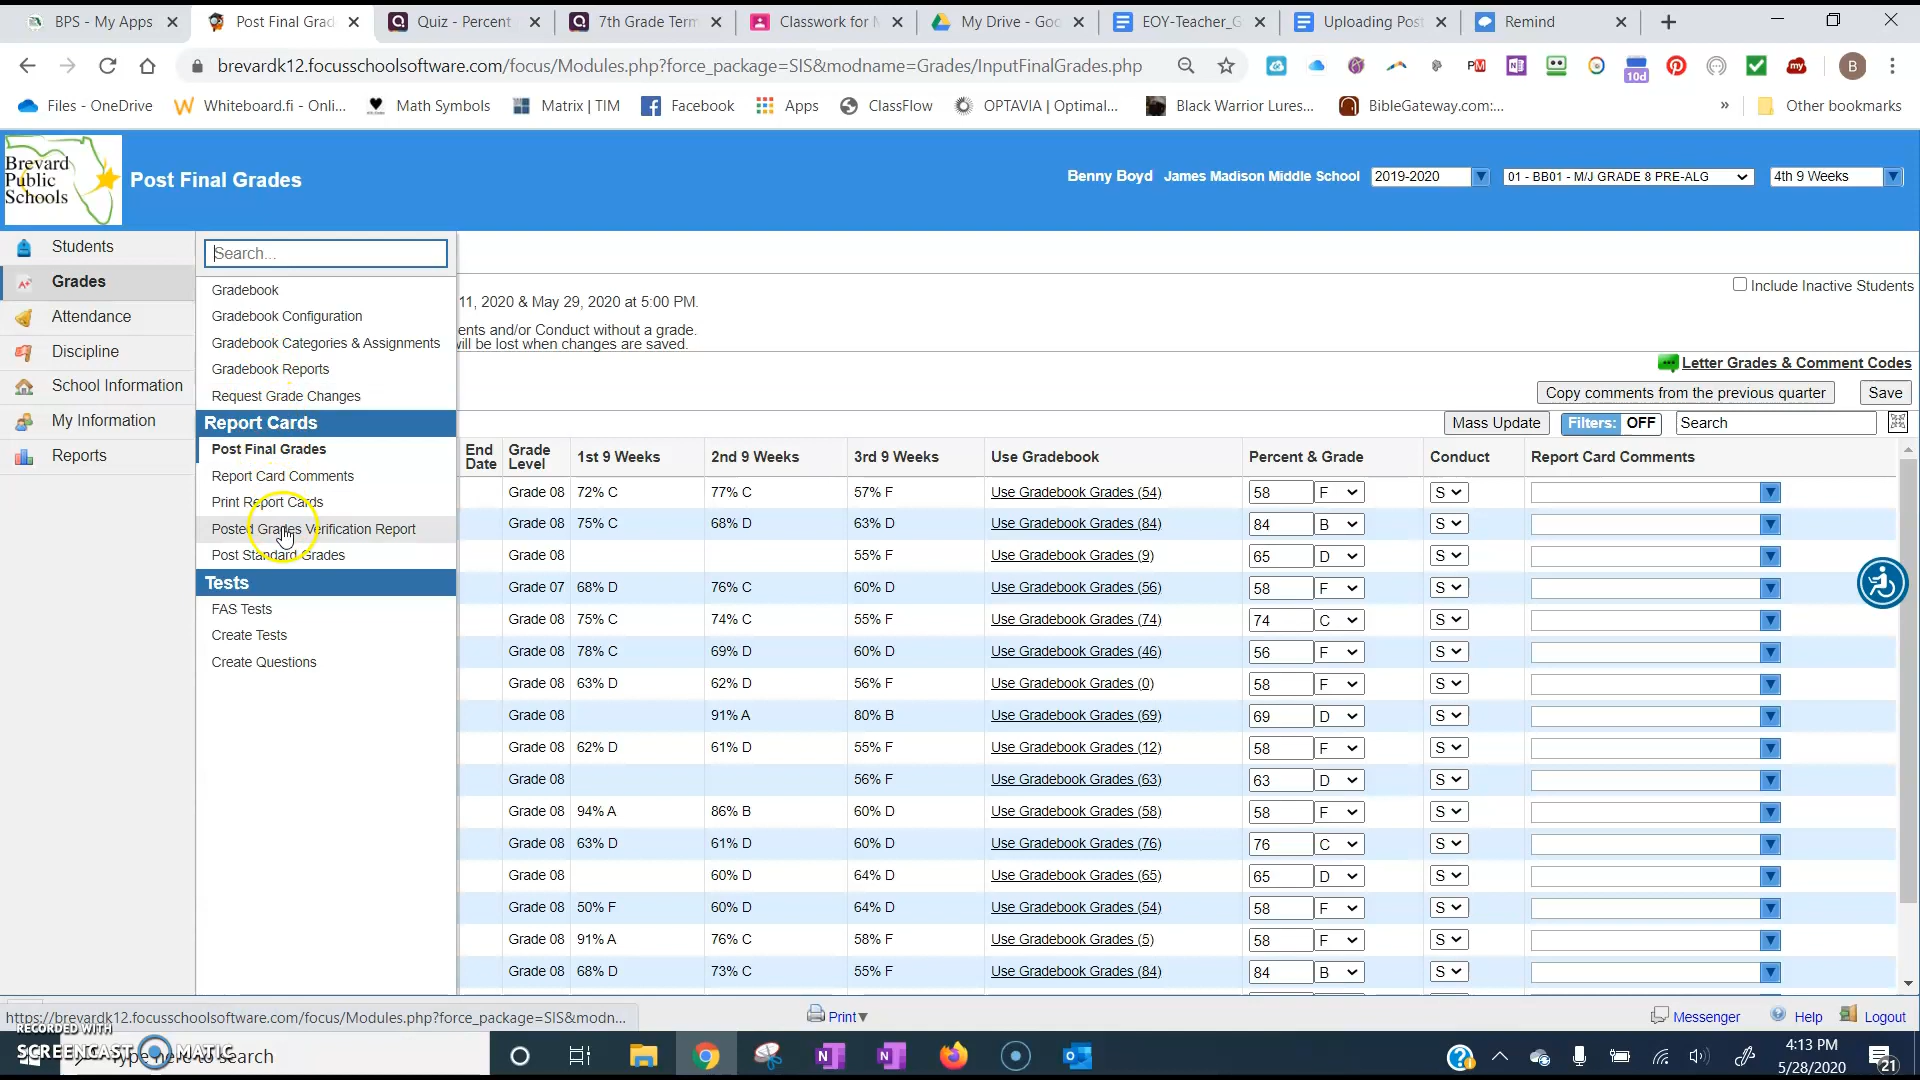 BPS - My Apps
Post Final Grad
Quiz - Percent
7th Grade Term
Classwork for M
My Drive - Goo
EOY-Teacher_G
Uploading Post
Remind
brevardk12.focusschoolsoftware.com/focus/Modules.php?force_package=SIS&modname=Grades/InputFinalGrades.php
10d
B
Files - OneDrive
Whiteboard.fi - Onli...
Math Symbols
Matrix | TIM
Facebook
Apps
ClassFlow
OPTAVIA | Optimal...
Black Warrior Lures...
BibleGateway.com:...
»
Other bookmarks
Brevard
Public
Schools
Post Final Grades
Benny Boyd James Madison Middle School 2019-2020 01 - BB01 - M/J GRADE 8 PRE-ALG 4th 9 Weeks
Students
Grades
Attendance
Discipline
School Information
My Information
Reports
Search...
Gradebook
Gradebook Configuration
Gradebook Categories & Assignments
Gradebook Reports
Request Grade Changes
Report Cards
Post Final Grades
Report Card Comments
Print Report Cards
Posted Grades Verification Report
Post Standard Grades
Tests
FAS Tests
Create Tests
Create Questions
11, 2020 & May 29, 2020 at 5:00 PM.
ents and/or Conduct without a grade.
will be lost when changes are saved.
Include Inactive Students
Letter Grades & Comment Codes
Copy comments from the previous quarter Save
Mass Update Filters: OFF Search
End Date Grade Level 1st 9 Weeks 2nd 9 Weeks 3rd 9 Weeks Use Gradebook Percent & Grade Conduct Report Card Comments
Grade 08 72% C 77% C 57% F Use Gradebook Grades (54) 58 F S
Grade 08 75% C 68% D 63% D Use Gradebook Grades (84) 84 B S
Grade 08 55% F Use Gradebook Grades (9) 65 D S
Grade 07 68% D 76% C 60% D Use Gradebook Grades (56) 58 F S
Grade 08 75% C 74% C 55% F Use Gradebook Grades (74) 74 C S
Grade 08 78% C 69% D 60% D Use Gradebook Grades (46) 56 F S
Grade 08 63% D 62% D 56% F Use Gradebook Grades (0) 58 F S
Grade 08 91% A 80% B Use Gradebook Grades (69) 69 D S
Grade 08 62% D 61% D 55% F Use Gradebook Grades (12) 58 F S
Grade 08 56% F Use Gradebook Grades (63) 63 D S
Grade 08 94% A 86% B 60% D Use Gradebook Grades (58) 58 F S
Grade 08 63% D 61% D 60% D Use Gradebook Grades (76) 76 C S
Grade 08 60% D 64% D Use Gradebook Grades (65) 65 D S
Grade 08 50% F 60% D 64% D Use Gradebook Grades (54) 58 F S
Grade 08 91% A 76% C 58% F Use Gradebook Grades (5) 58 F S
Grade 08 68% D 73% C 55% F Use Gradebook Grades (84) 84 B S
https://brevardk12.focusschoolsoftware.com/focus/Modules.php?force_package=SIS&modn...
Print
Messenger
Help
Logout
RECORDED WITH
SCREENCAST MATIC
Type here to search
4:13 PM
5/28/2020
21